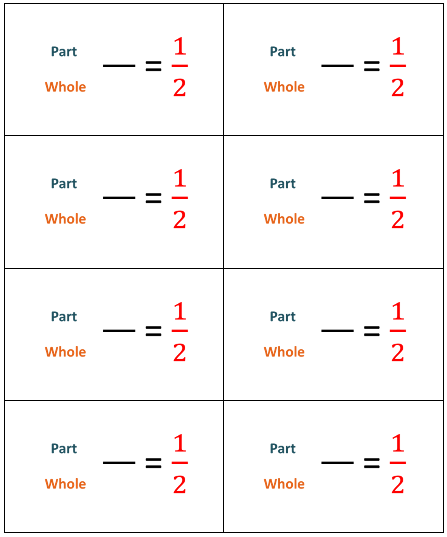 Part
Whole
— = 1/2
Part
Whole
— = 1/2
Part
Whole
— = 1/2
Part
Whole
— = 1/2
Part
Whole
— = 1/2
Part
Whole
— = 1/2
Part
Whole
— = 1/2
Part
Whole
— = 1/2